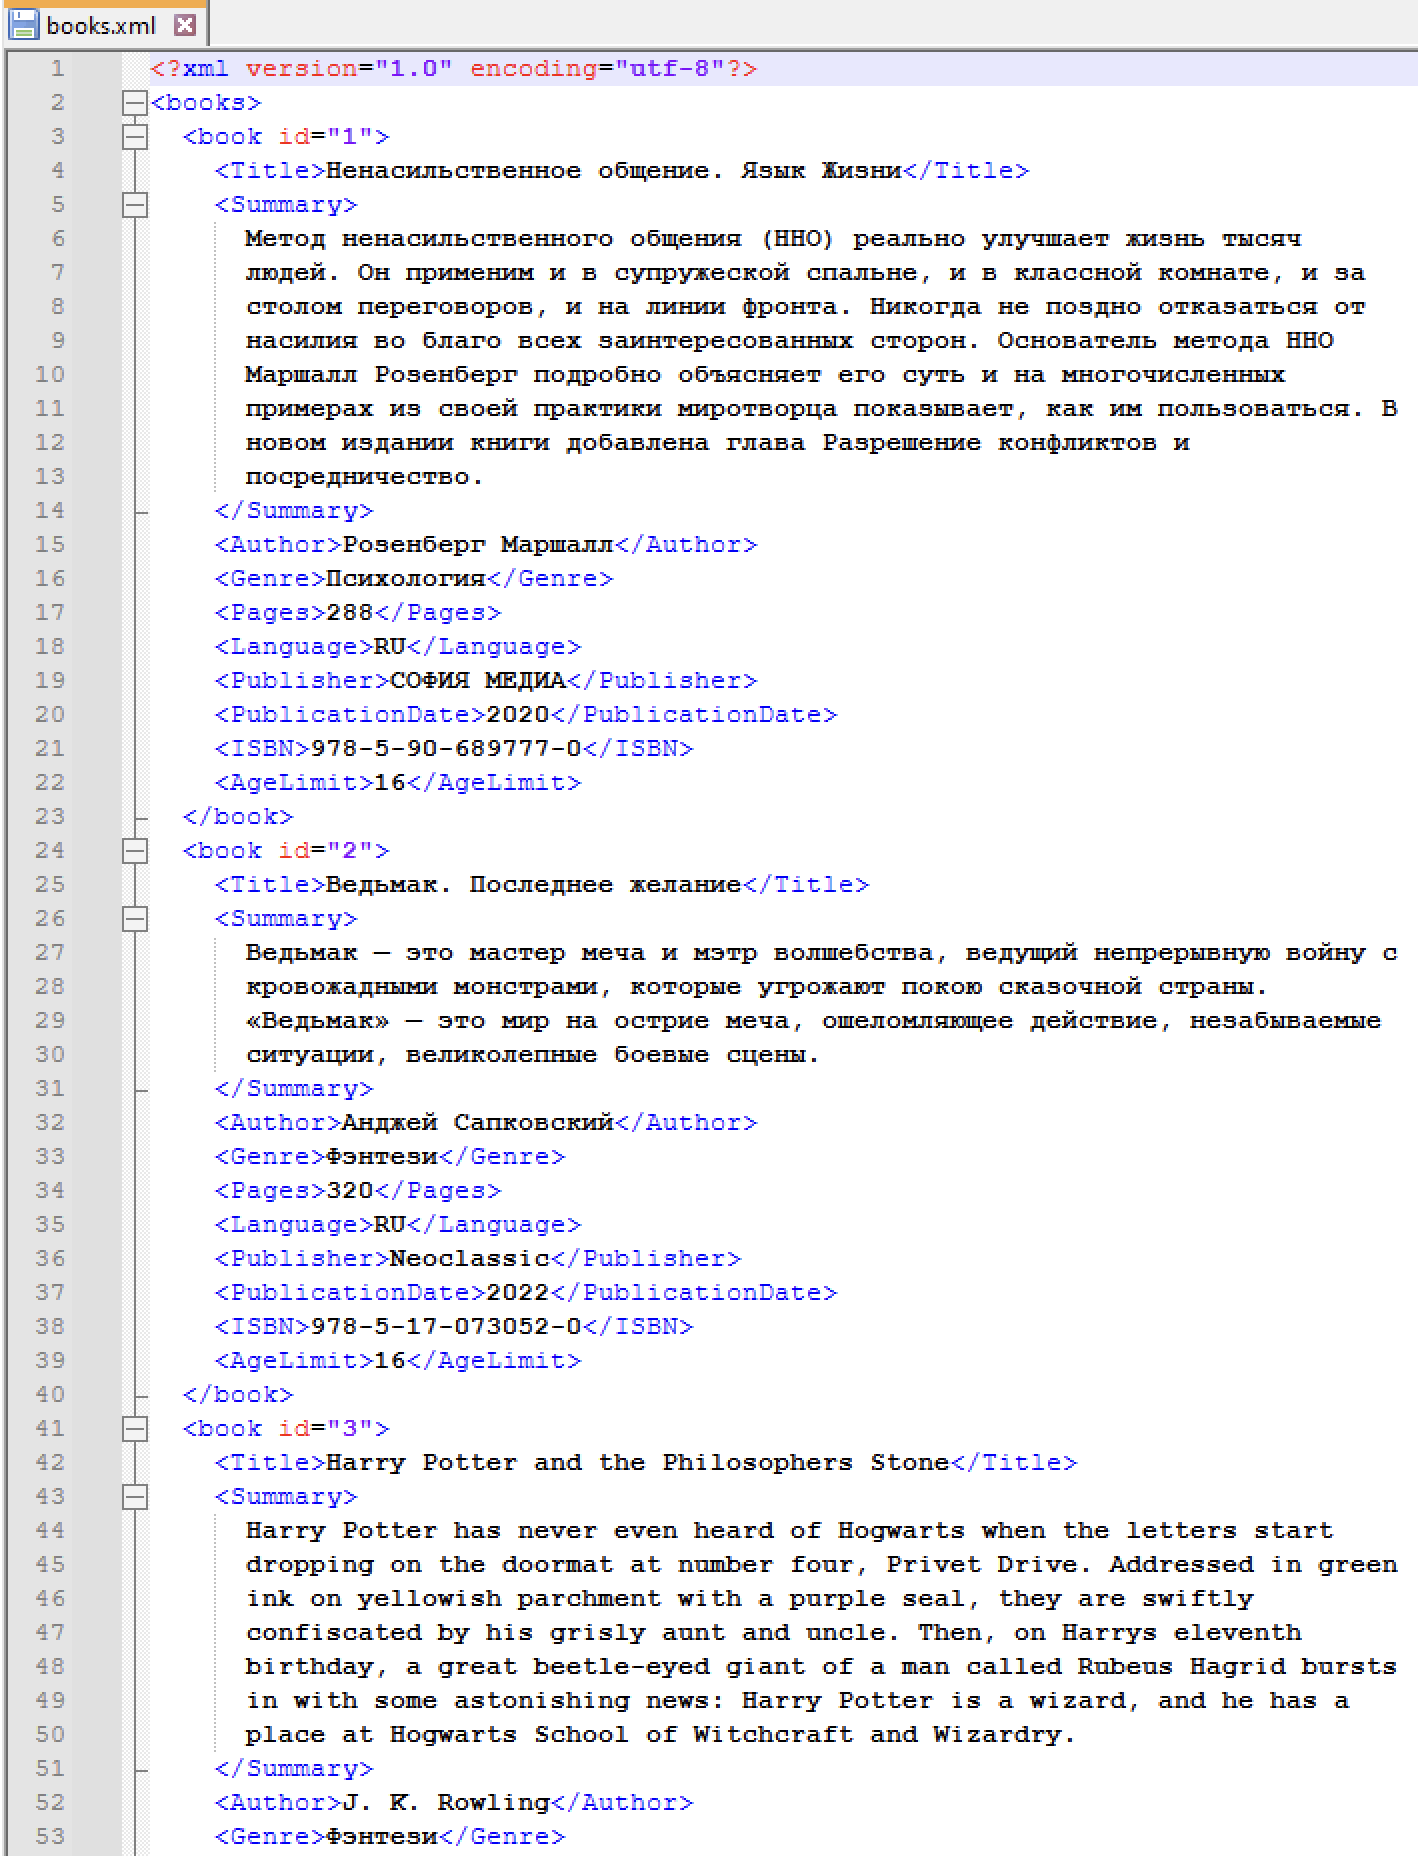 books.xml
1 <?xml version="1.0" encoding="utf-8"?>
2 <books>
3 <book id="1">
4 <Title>Ненасильственное общение. Язык Жизни</Title>
5 <Summary>
6 Метод ненасильственного общения (ННО) реально улучшает жизнь тысяч
7 людей. Он применим и в супружеской спальне, и в классной комнате, и за
8 столом переговоров, и на линии фронта. Никогда не поздно отказаться от
9 насилия во благо всех заинтересованных сторон. Основатель метода ННО
10 Маршалл Розенберг подробно объясняет его суть и на многочисленных
11 примерах из своей практики миротворца показывает, как им пользоваться. В
12 новом издании книги добавлена глава Разрешение конфликтов и
13 посредничество.
14 </Summary>
15 <Author>Розенберг Маршалл</Author>
16 <Genre>Психология</Genre>
17 <Pages>288</Pages>
18 <Language>RU</Language>
19 <Publisher>СОФИЯ МЕДИА</Publisher>
20 <PublicationDate>2020</PublicationDate>
21 <ISBN>978-5-90-689777-0</ISBN>
22 <AgeLimit>16</AgeLimit>
23 </book>
24 <book id="2">
25 <Title>Ведьмак. Последнее желание</Title>
26 <Summary>
27 Ведьмак — это мастер меча и мэтр волшебства, ведущий непрерывную войну с
28 кровожадными монстрами, которые угрожают покою сказочной страны.
29 «Ведьмак» — это мир на острие меча, ошеломляющее действие, незабываемые
30 ситуации, великолепные боевые сцены.
31 </Summary>
32 <Author>Анджей Сапковский</Author>
33 <Genre>Фэнтези</Genre>
34 <Pages>320</Pages>
35 <Language>RU</Language>
36 <Publisher>Neoclassic</Publisher>
37 <PublicationDate>2022</PublicationDate>
38 <ISBN>978-5-17-073052-0</ISBN>
39 <AgeLimit>16</AgeLimit>
40 </book>
41 <book id="3">
42 <Title>Harry Potter and the Philosophers Stone</Title>
43 <Summary>
44 Harry Potter has never even heard of Hogwarts when the letters start
45 dropping on the doormat at number four, Privet Drive. Addressed in green
46 ink on yellowish parchment with a purple seal, they are swiftly
47 confiscated by his grisly aunt and uncle. Then, on Harrys eleventh
48 birthday, a great beetle-eyed giant of a man called Rubeus Hagrid bursts
49 in with some astonishing news: Harry Potter is a wizard, and he has a
50 place at Hogwarts School of Witchcraft and Wizardry.
51 </Summary>
52 <Author>J. K. Rowling</Author>
53 <Genre>Фэнтези</Genre>